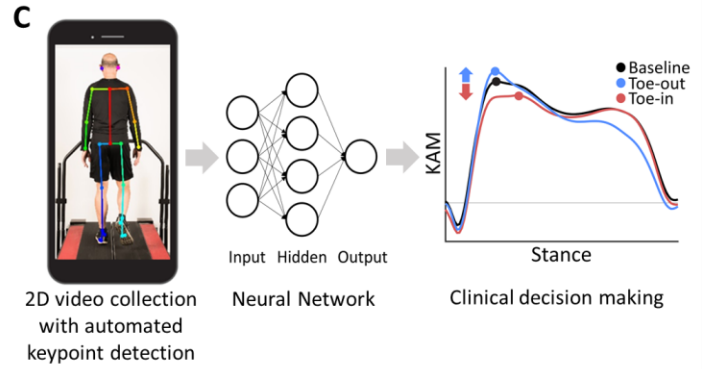 C
Baseline
Toe-out
Toe-in
KAM
Stance
Input Hidden Output
2D video collection
with automated
keypoint detection
Neural Network
Clinical decision making